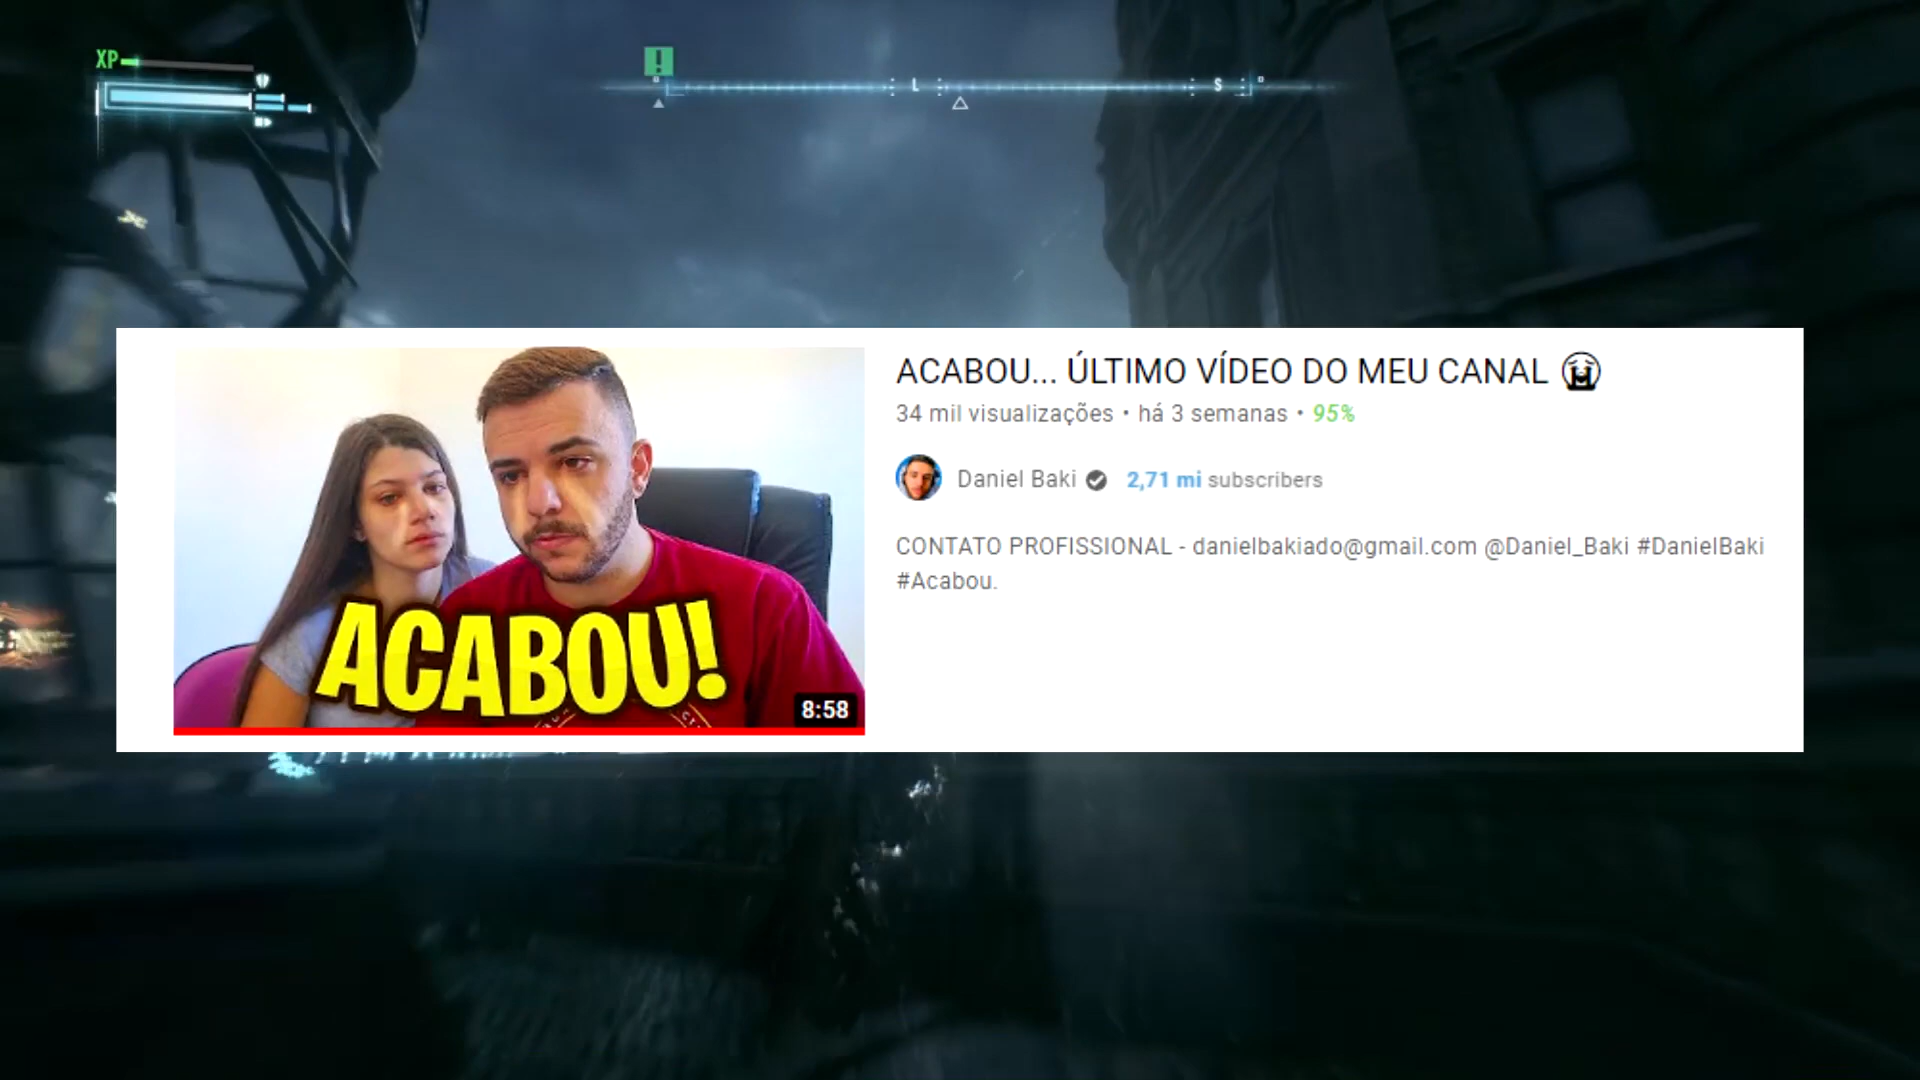 XP
L
S
ACABOU... ÚLTIMO VÍDEO DO MEU CANAL 😭
34 mil visualizações • há 3 semanas • 95%
Daniel Baki 2,71 mi subscribers
CONTATO PROFISSIONAL - danielbakiado@gmail.com @Daniel_Baki #DanielBaki
#Acabou.
ACABOU!
8:58